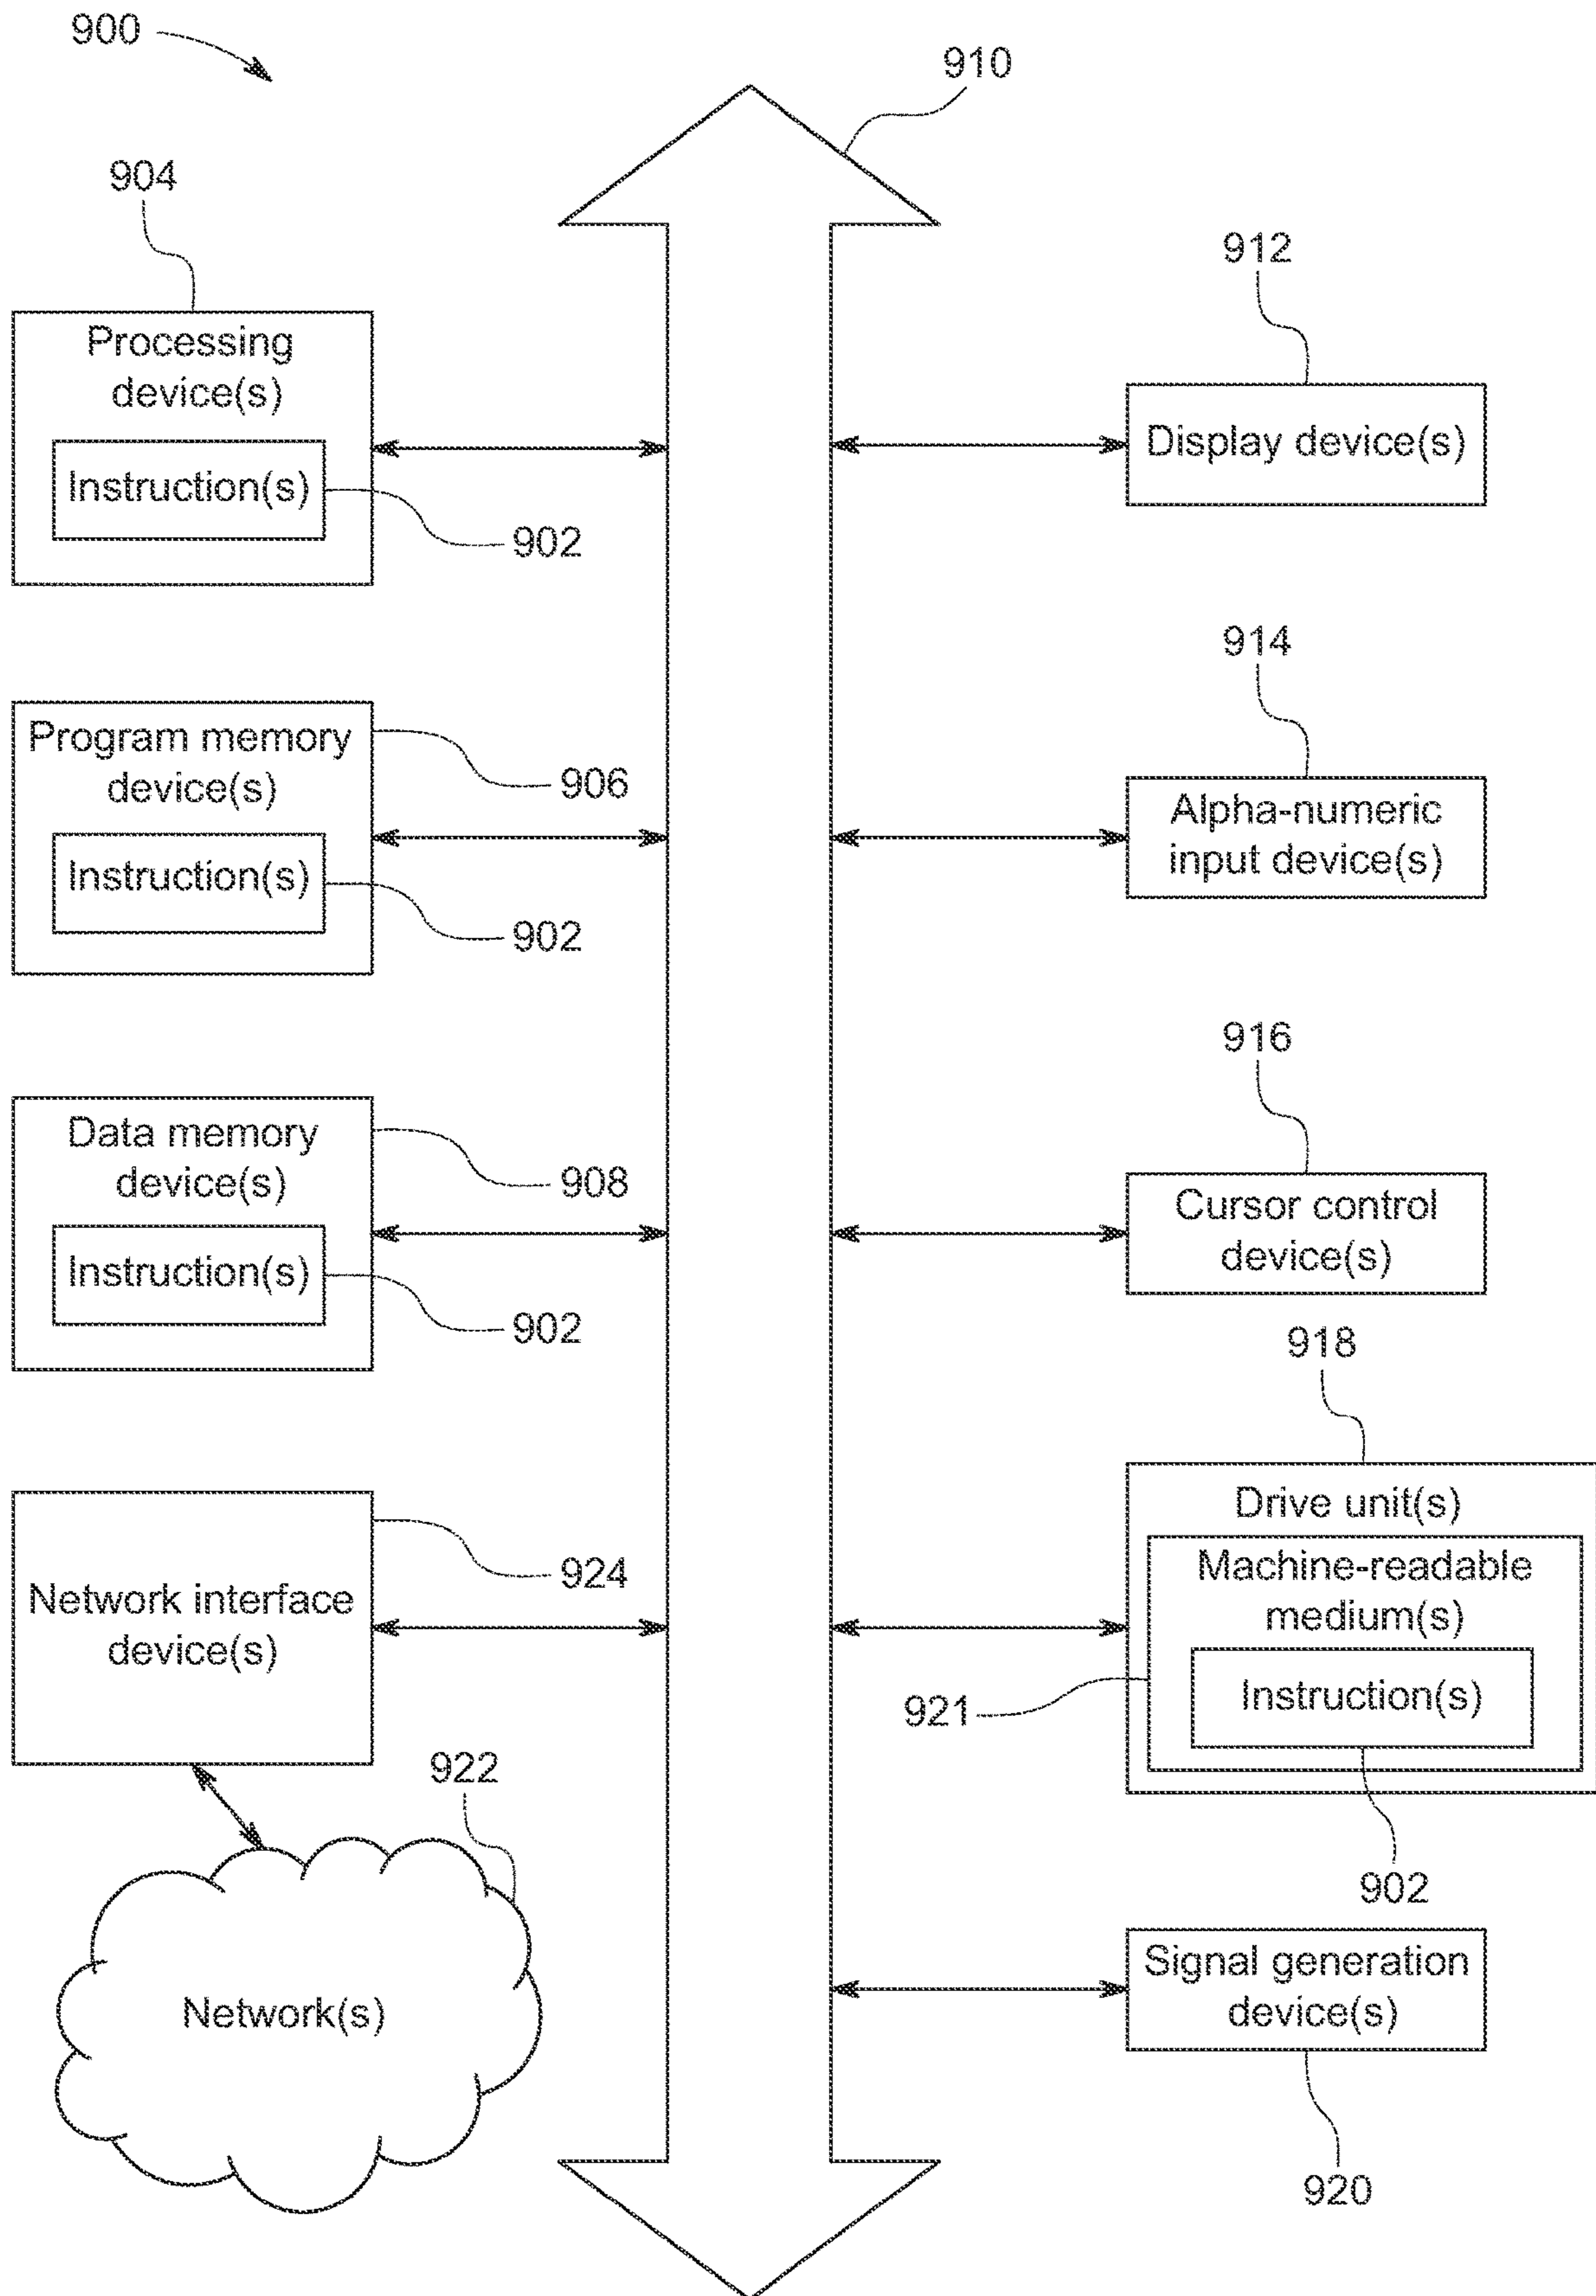 900
910
904
Processing
device(s)
Instruction(s)
902
912
Display device(s)
Program memory
device(s)
906
Instruction(s)
902
914
Alpha-numeric
input device(s)
Data memory
device(s)
908
Instruction(s)
902
916
Cursor control
device(s)
Network interface
device(s)
924
918
Drive unit(s)
Machine-readable
medium(s)
Instruction(s)
921
902
922
Network(s)
Signal generation
device(s)
920